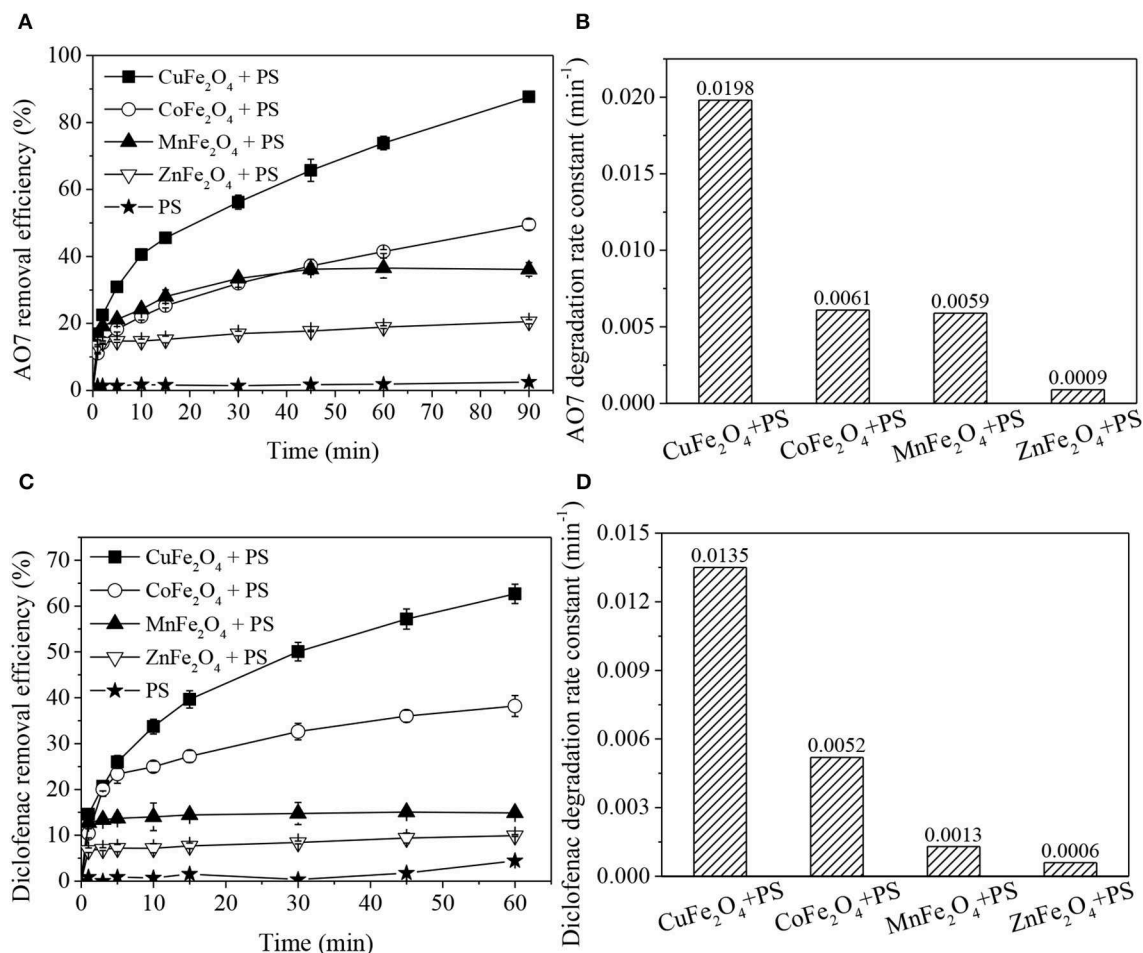 A
AO7 removal efficiency (%)
100
80
60
40
20
0
CuFe₂O₄ + PS
CoFe₂O₄ + PS
MnFe₂O₄ + PS
ZnFe₂O₄ + PS
PS
0 10 20 30 40 50 60 70 80 90
Time (min)
B
AO7 degradation rate constant (min⁻¹)
0.020
0.015
0.010
0.005
0.000
0.0198
0.0061
0.0059
0.0009
CuFe₂O₄+PS
CoFe₂O₄+PS
MnFe₂O₄+PS
ZnFe₂O₄+PS
C
Diclofenac removal efficiency (%)
70
60
50
40
30
20
10
0
CuFe₂O₄ + PS
CoFe₂O₄ + PS
MnFe₂O₄ + PS
ZnFe₂O₄ + PS
PS
0 10 20 30 40 50 60
Time (min)
D
Diclofenac degradation rate constant (min⁻¹)
0.015
0.012
0.009
0.006
0.003
0.000
0.0135
0.0052
0.0013
0.0006
CuFe₂O₄+PS
CoFe₂O₄+PS
MnFe₂O₄+PS
ZnFe₂O₄+PS